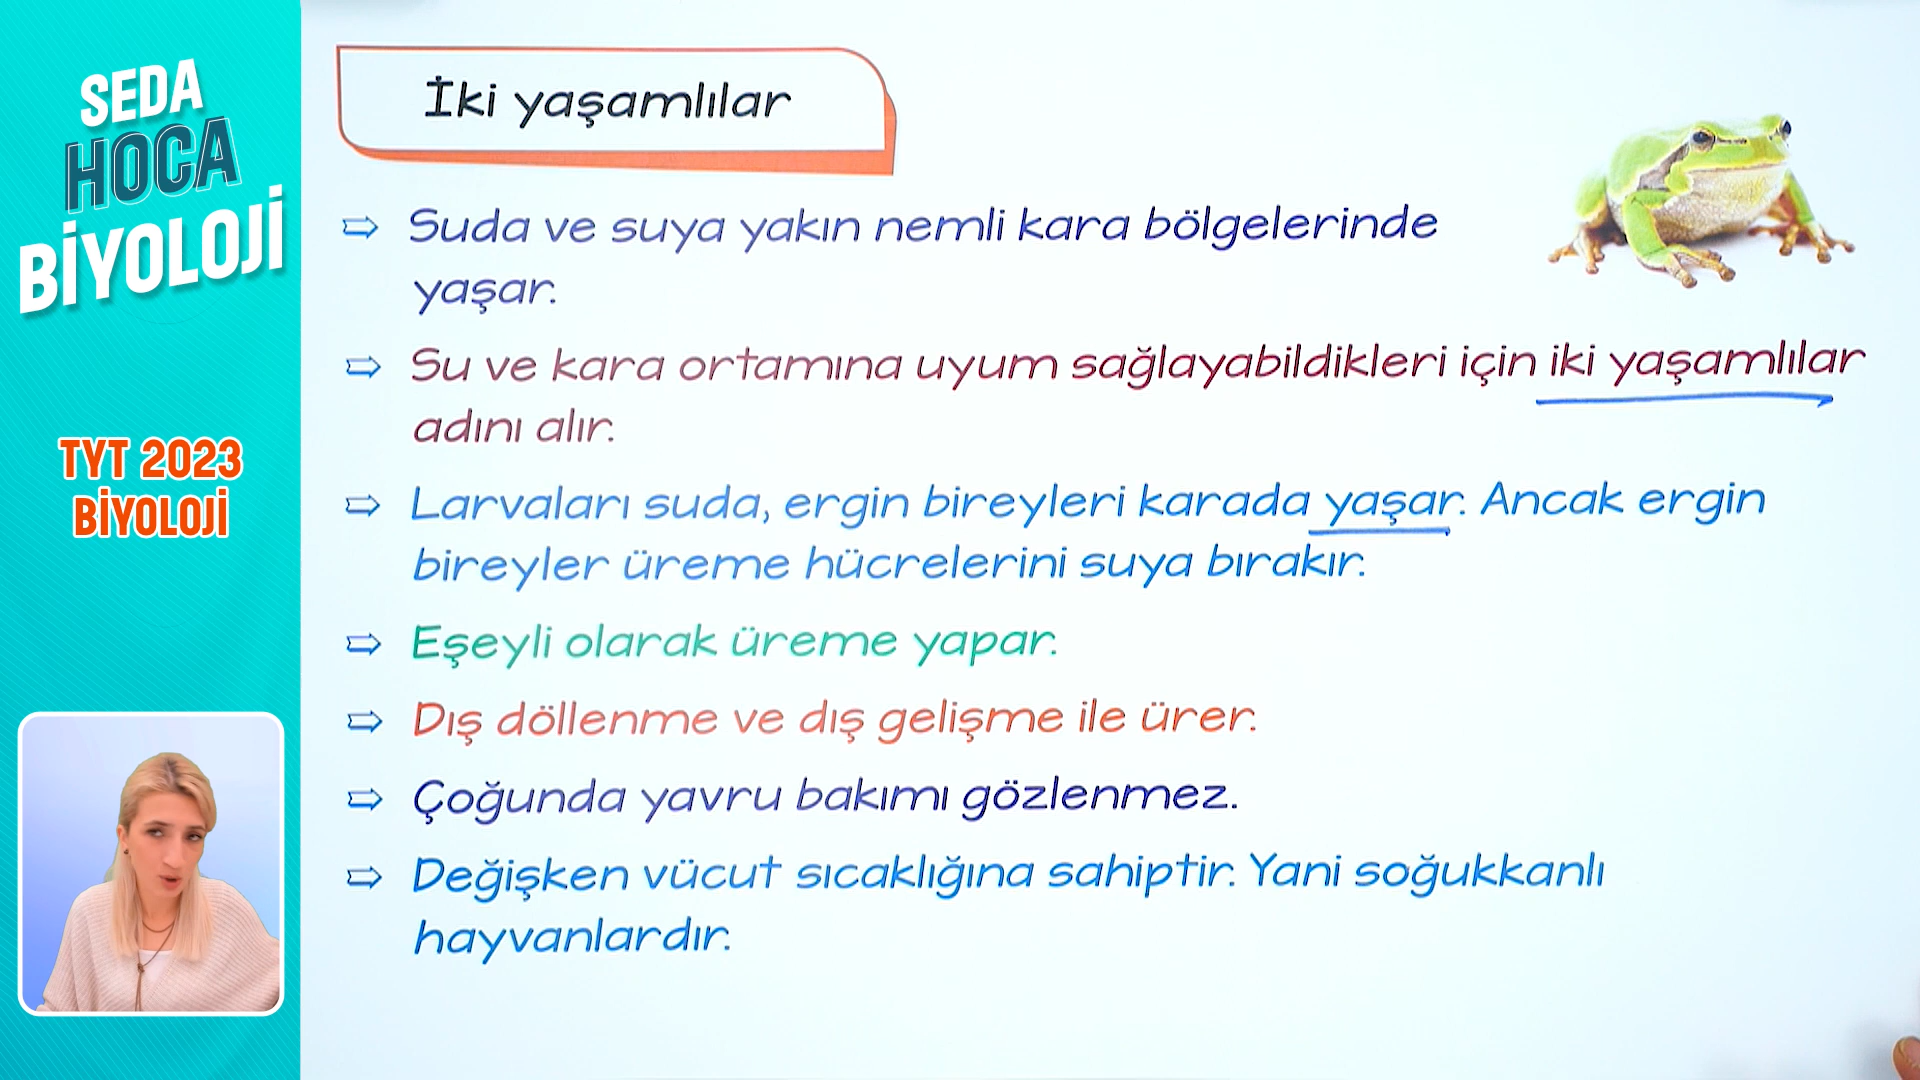 SEDA
HOCA
BİYOLOJİ
TYT 2023
BİYOLOJİ
İki yaşamlılar
⇨ Suda ve suya yakın nemli kara bölgelerinde
yaşar.
⇨ Su ve kara ortamına uyum sağlayabildikleri için iki yaşamlılar
adını alır.
⇨ Larvaları suda, ergin bireyleri karada yaşar. Ancak ergin
bireyler üreme hücrelerini suya bırakır.
⇨ Eşeyli olarak üreme yapar.
⇨ Dış döllenme ve dış gelişme ile ürer.
⇨ Çoğunda yavru bakımı gözlenmez.
⇨ Değişken vücut sıcaklığına sahiptir. Yani soğukkanlı
hayvanlardır.